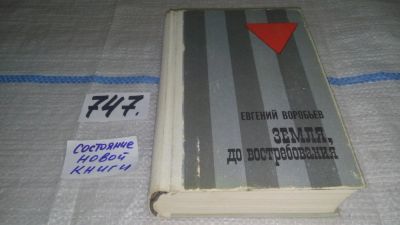 747.
состояние
новой
книги
ЕВГЕНИЙ ВОРОБЬЕВ
ЗЕМЛЯ,
до востребования